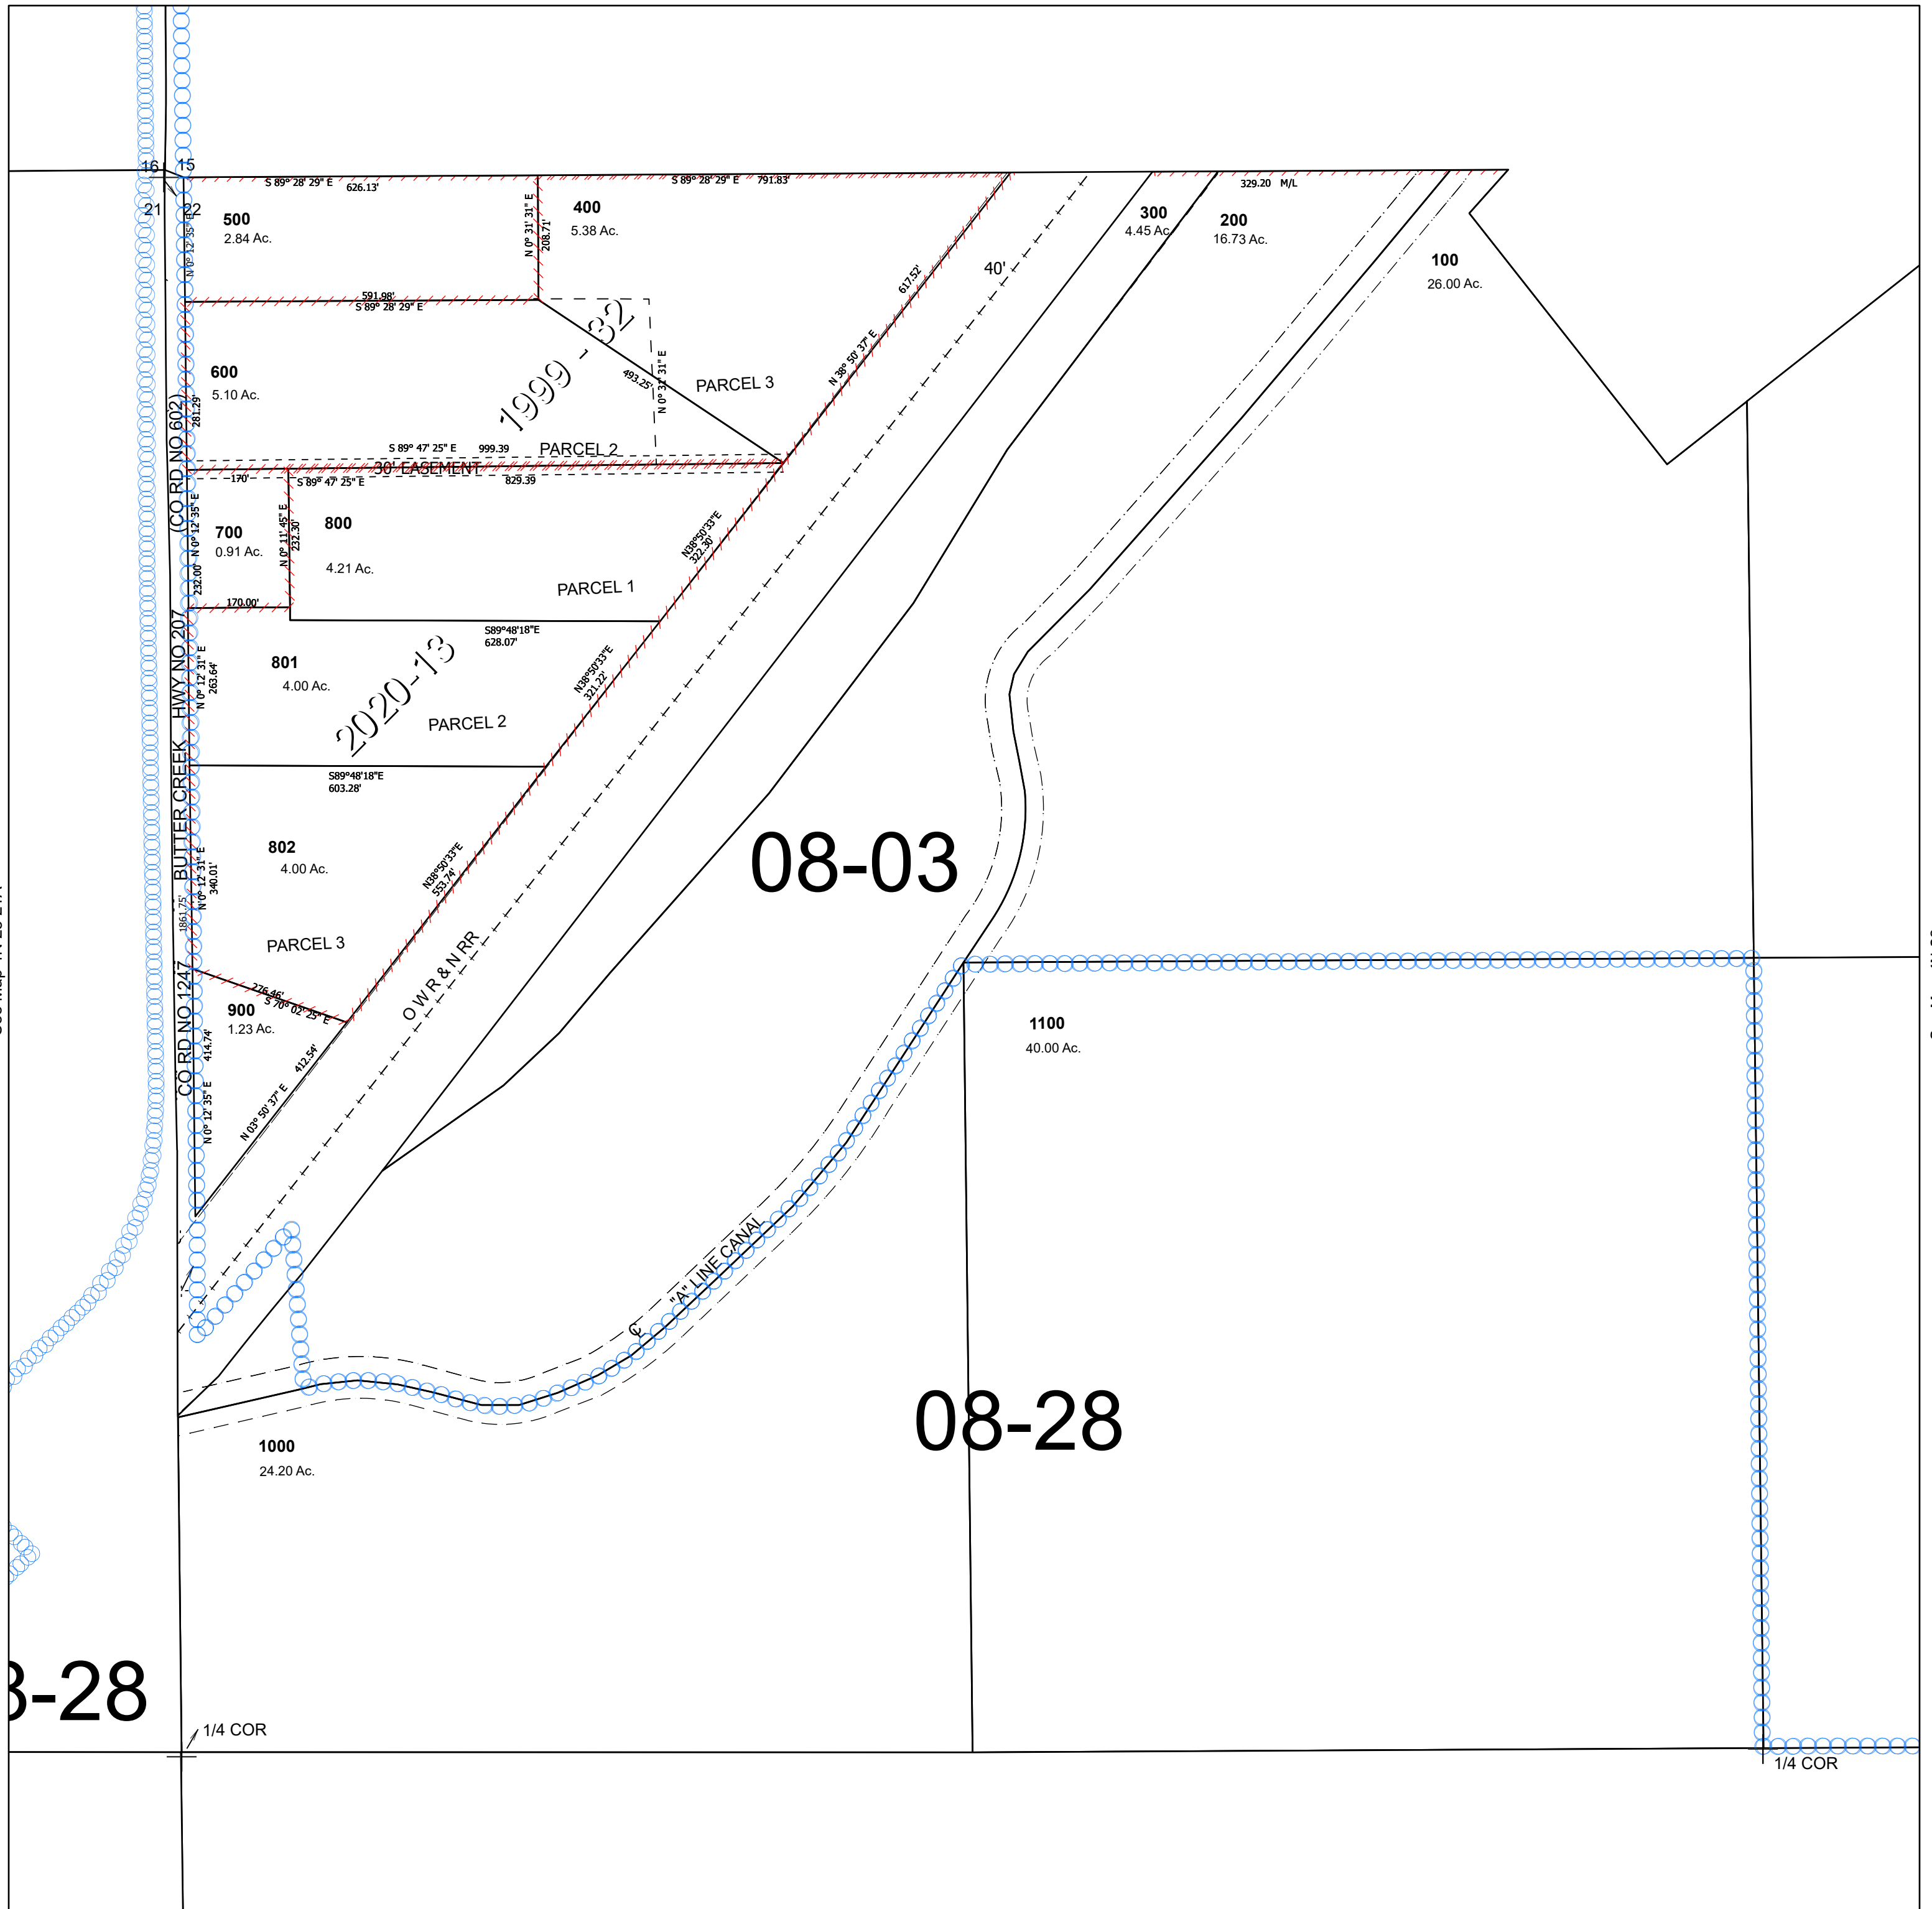 16 15
21 22
S 89° 28' 29" E 626.13'
S 89° 28' 29" E 791.83'
329.20 M/L
500
2.84 Ac.
N 0° 12' 35" E
N 0° 31' 31" E
208.71'
400
5.38 Ac.
300
4.45 Ac.
200
16.73 Ac.
100
26.00 Ac.
40'
617.52'
N 38° 50' 37" E
591.98'
S 89° 28' 29" E
1999 - 32
493.25'
N 0° 31' 31" E
PARCEL 3
600
5.10 Ac.
281.29'
(CO RD NO 602)
S 89° 47' 25" E 999.39
PARCEL 2
30' EASEMENT
170'
S 89° 47' 25" E
829.39
700
0.91 Ac.
N 0° 12' 35" E
232.00'
N 0° 11' 45" E
232.30'
800
4.21 Ac.
N38°50'33"E
322.30'
PARCEL 1
170.00'
S89°48'18"E
628.07'
HWY NO 207
N 0° 12' 31" E
263.64'
801
4.00 Ac.
2020-13
N38°50'33"E
321.22'
PARCEL 2
S89°48'18"E
603.28'
BUTTER CREEK
802
4.00 Ac.
N 0° 12' 31" E
340.01'
1861.75'
N38°50'33"E
553.74'
PARCEL 3
08-03
O W R & N RR
276.46'
S 70° 02' 25" E
900
1.23 Ac.
CO RD NO 1247
414.74'
N 0° 12' 35" E
412.54'
N 03° 50' 37" E
1100
40.00 Ac.
"A" LINE CANAL
08-28
1000
24.20 Ac.
-28
1/4 COR
1/4 COR